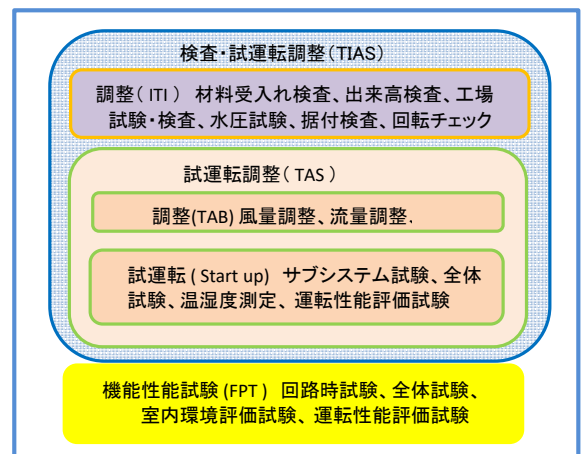 検査・試運転調整(TIAS)
調整( ITI ) 材料受入れ検査、出来高検査、工場
試験・検査、水圧試験、据付検査、回転チェック
試運転調整( TAS )
調整(TAB) 風量調整、流量調整.
試運転 ( Start up) サブシステム試験、全体
試験、温湿度測定、運転性能評価試験
機能性能試験 (FPT ) 回路時試験、全体試験、
室内環境評価試験、運転性能評価試験